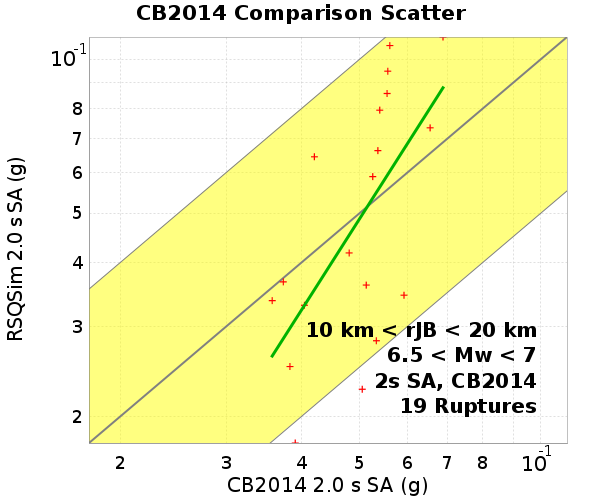 CB2014 Comparison Scatter
RSQSim 2.0 s SA (g)
10⁻¹
8
7
6
5
4
3
2
10 km < rJB < 20 km
6.5 < Mw < 7
2s SA, CB2014
19 Ruptures
2 3 4 5 6 7 8 10⁻¹
CB2014 2.0 s SA (g)